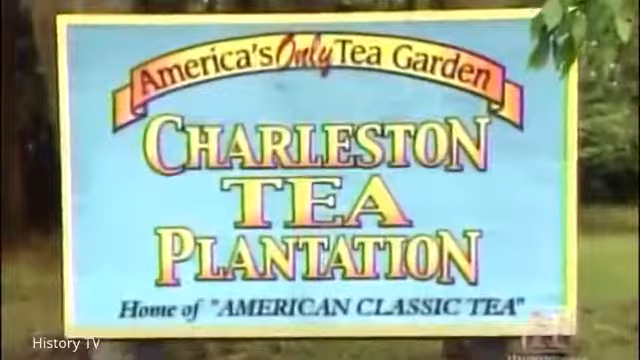 America's Only Tea Garden
CHARLESTON
TEA
PLANTATION
Home of "AMERICAN CLASSIC TEA"
History TV